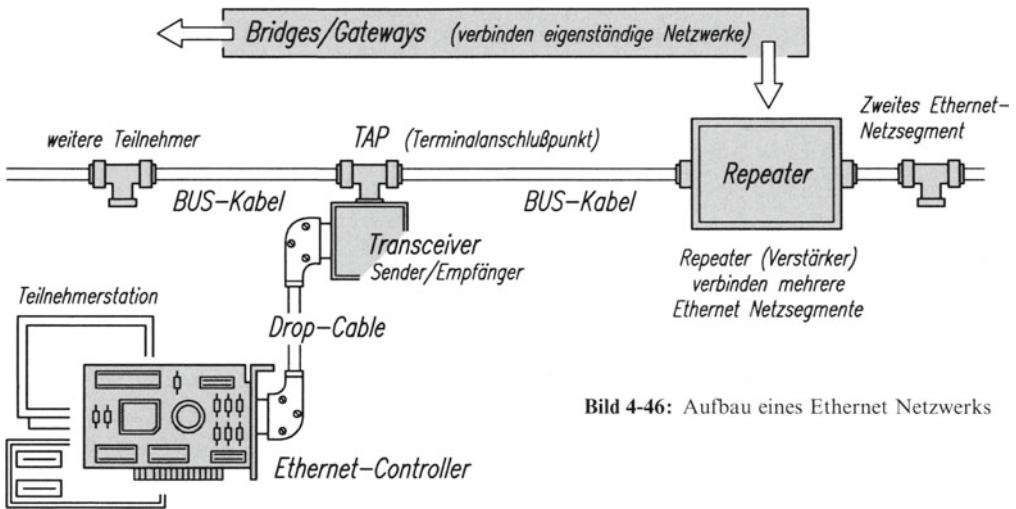 Bridges/Gateways (verbinden eigenständige Netzwerke)
weitere Teilnehmer
TAP (Terminalanschlußpunkt)
Zweites Ethernet-
Netzsegment
BUS-Kabel
BUS-Kabel
Repeater
Transceiver
Sender/Empfänger
Repeater (Verstärker)
verbinden mehrere
Ethernet Netzsegmente
Teilnehmerstation
Drop-Cable
Ethernet-Controller
Bild 4-46: Aufbau eines Ethernet Netzwerks